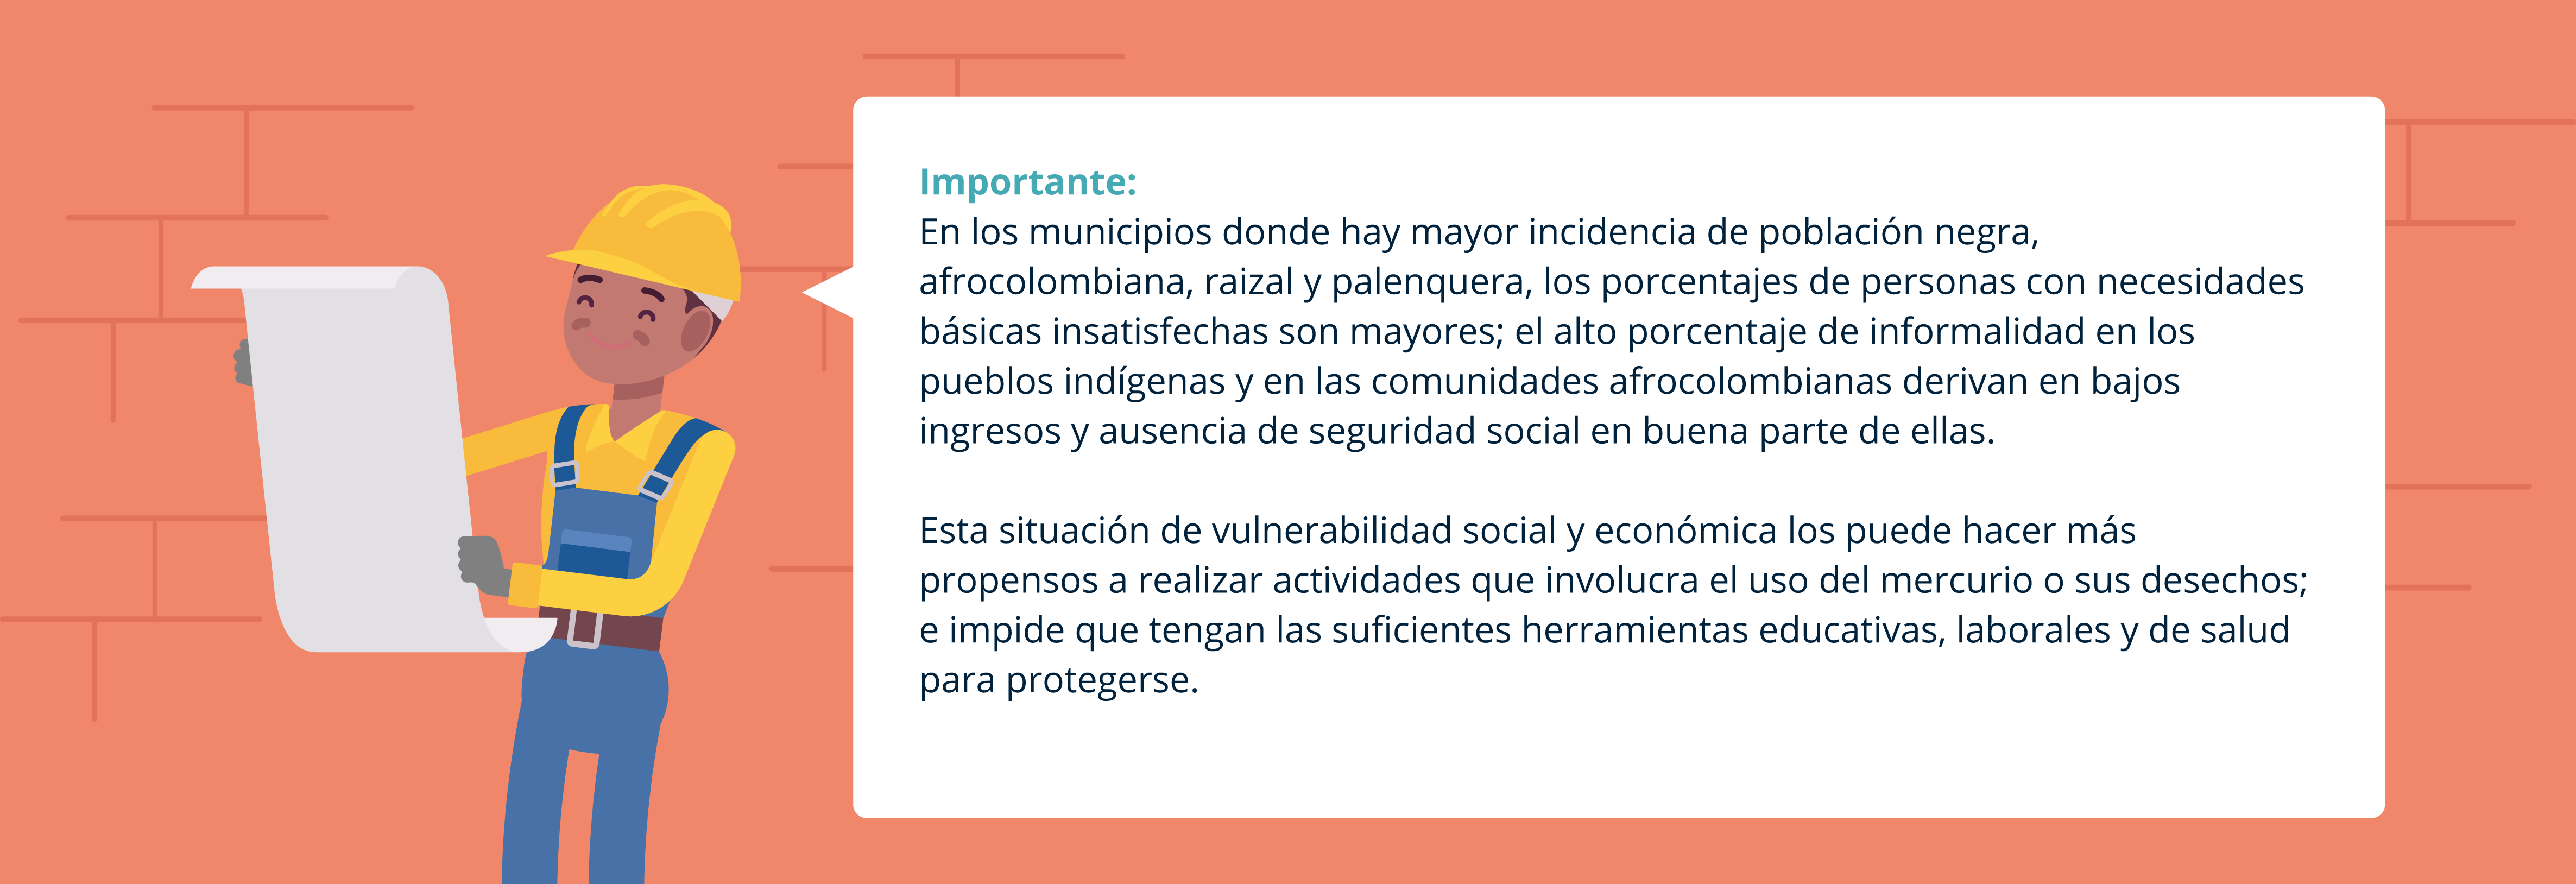 Importante:
En los municipios donde hay mayor incidencia de población negra,
afrocolombiana, raizal y palenquera, los porcentajes de personas con necesidades
básicas insatisfechas son mayores; el alto porcentaje de informalidad en los
pueblos indígenas y en las comunidades afrocolombianas derivan en bajos
ingresos y ausencia de seguridad social en buena parte de ellas.
Esta situación de vulnerabilidad social y económica los puede hacer más
propensos a realizar actividades que involucra el uso del mercurio o sus desechos;
e impide que tengan las suficientes herramientas educativas, laborales y de salud
para protegerse.